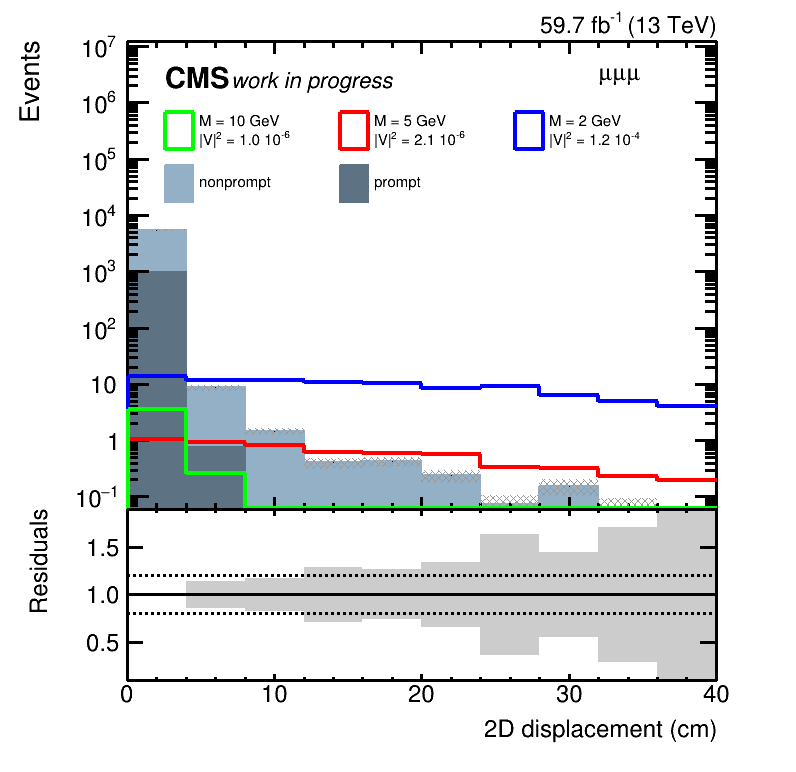 59.7 fb⁻¹ (13 TeV)
Events
10⁷
10⁶
10⁵
10⁴
10³
10²
10
1
10⁻¹
CMS work in progress
μμμ
M = 10 GeV
|V|² = 1.0 10⁻⁶
M = 5 GeV
|V|² = 2.1 10⁻⁶
M = 2 GeV
|V|² = 1.2 10⁻⁴
nonprompt
prompt
Residuals
1.5
1.0
0.5
0 10 20 30 40
2D displacement (cm)